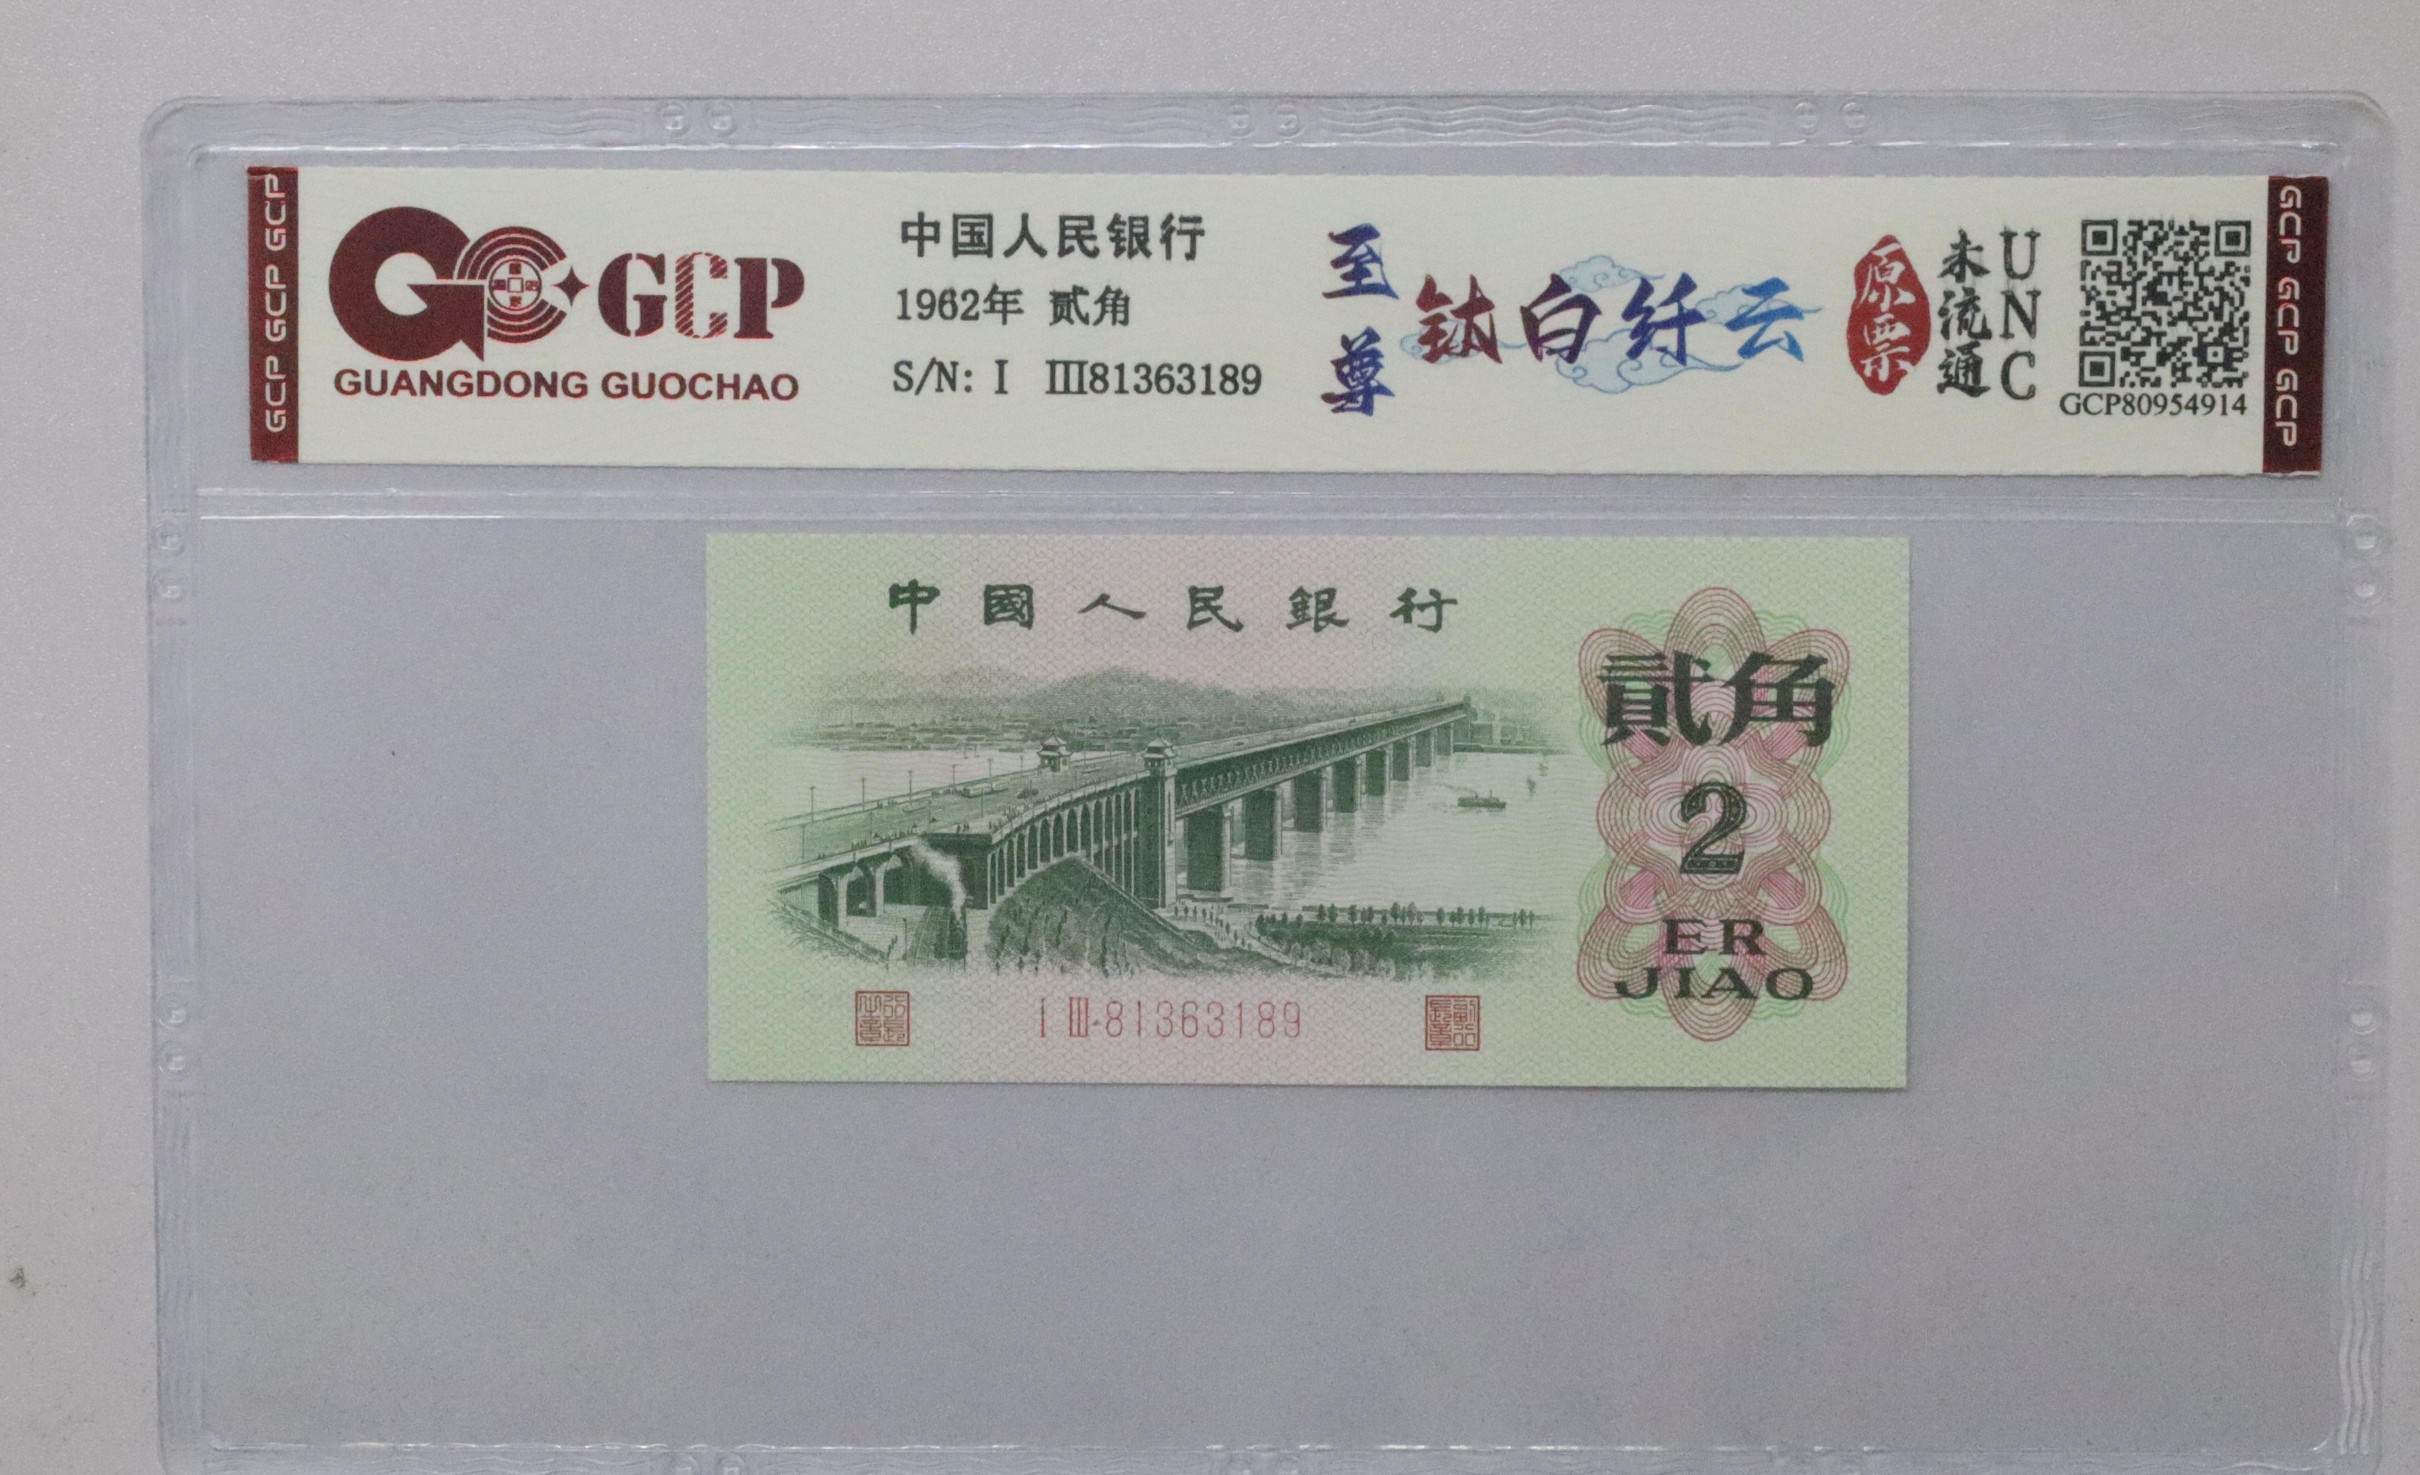 GCP GCP GCP
GCP
GUANGDONG GUOCHAO
中国人民银行
1962年 贰角
S/N: I III81363189
至尊
钛白纤云
原票
未流通
UNC
GCP80954914
GCP GCP GCP
中國人民銀行
貳角
2
ER
JIAO
I III·81363189